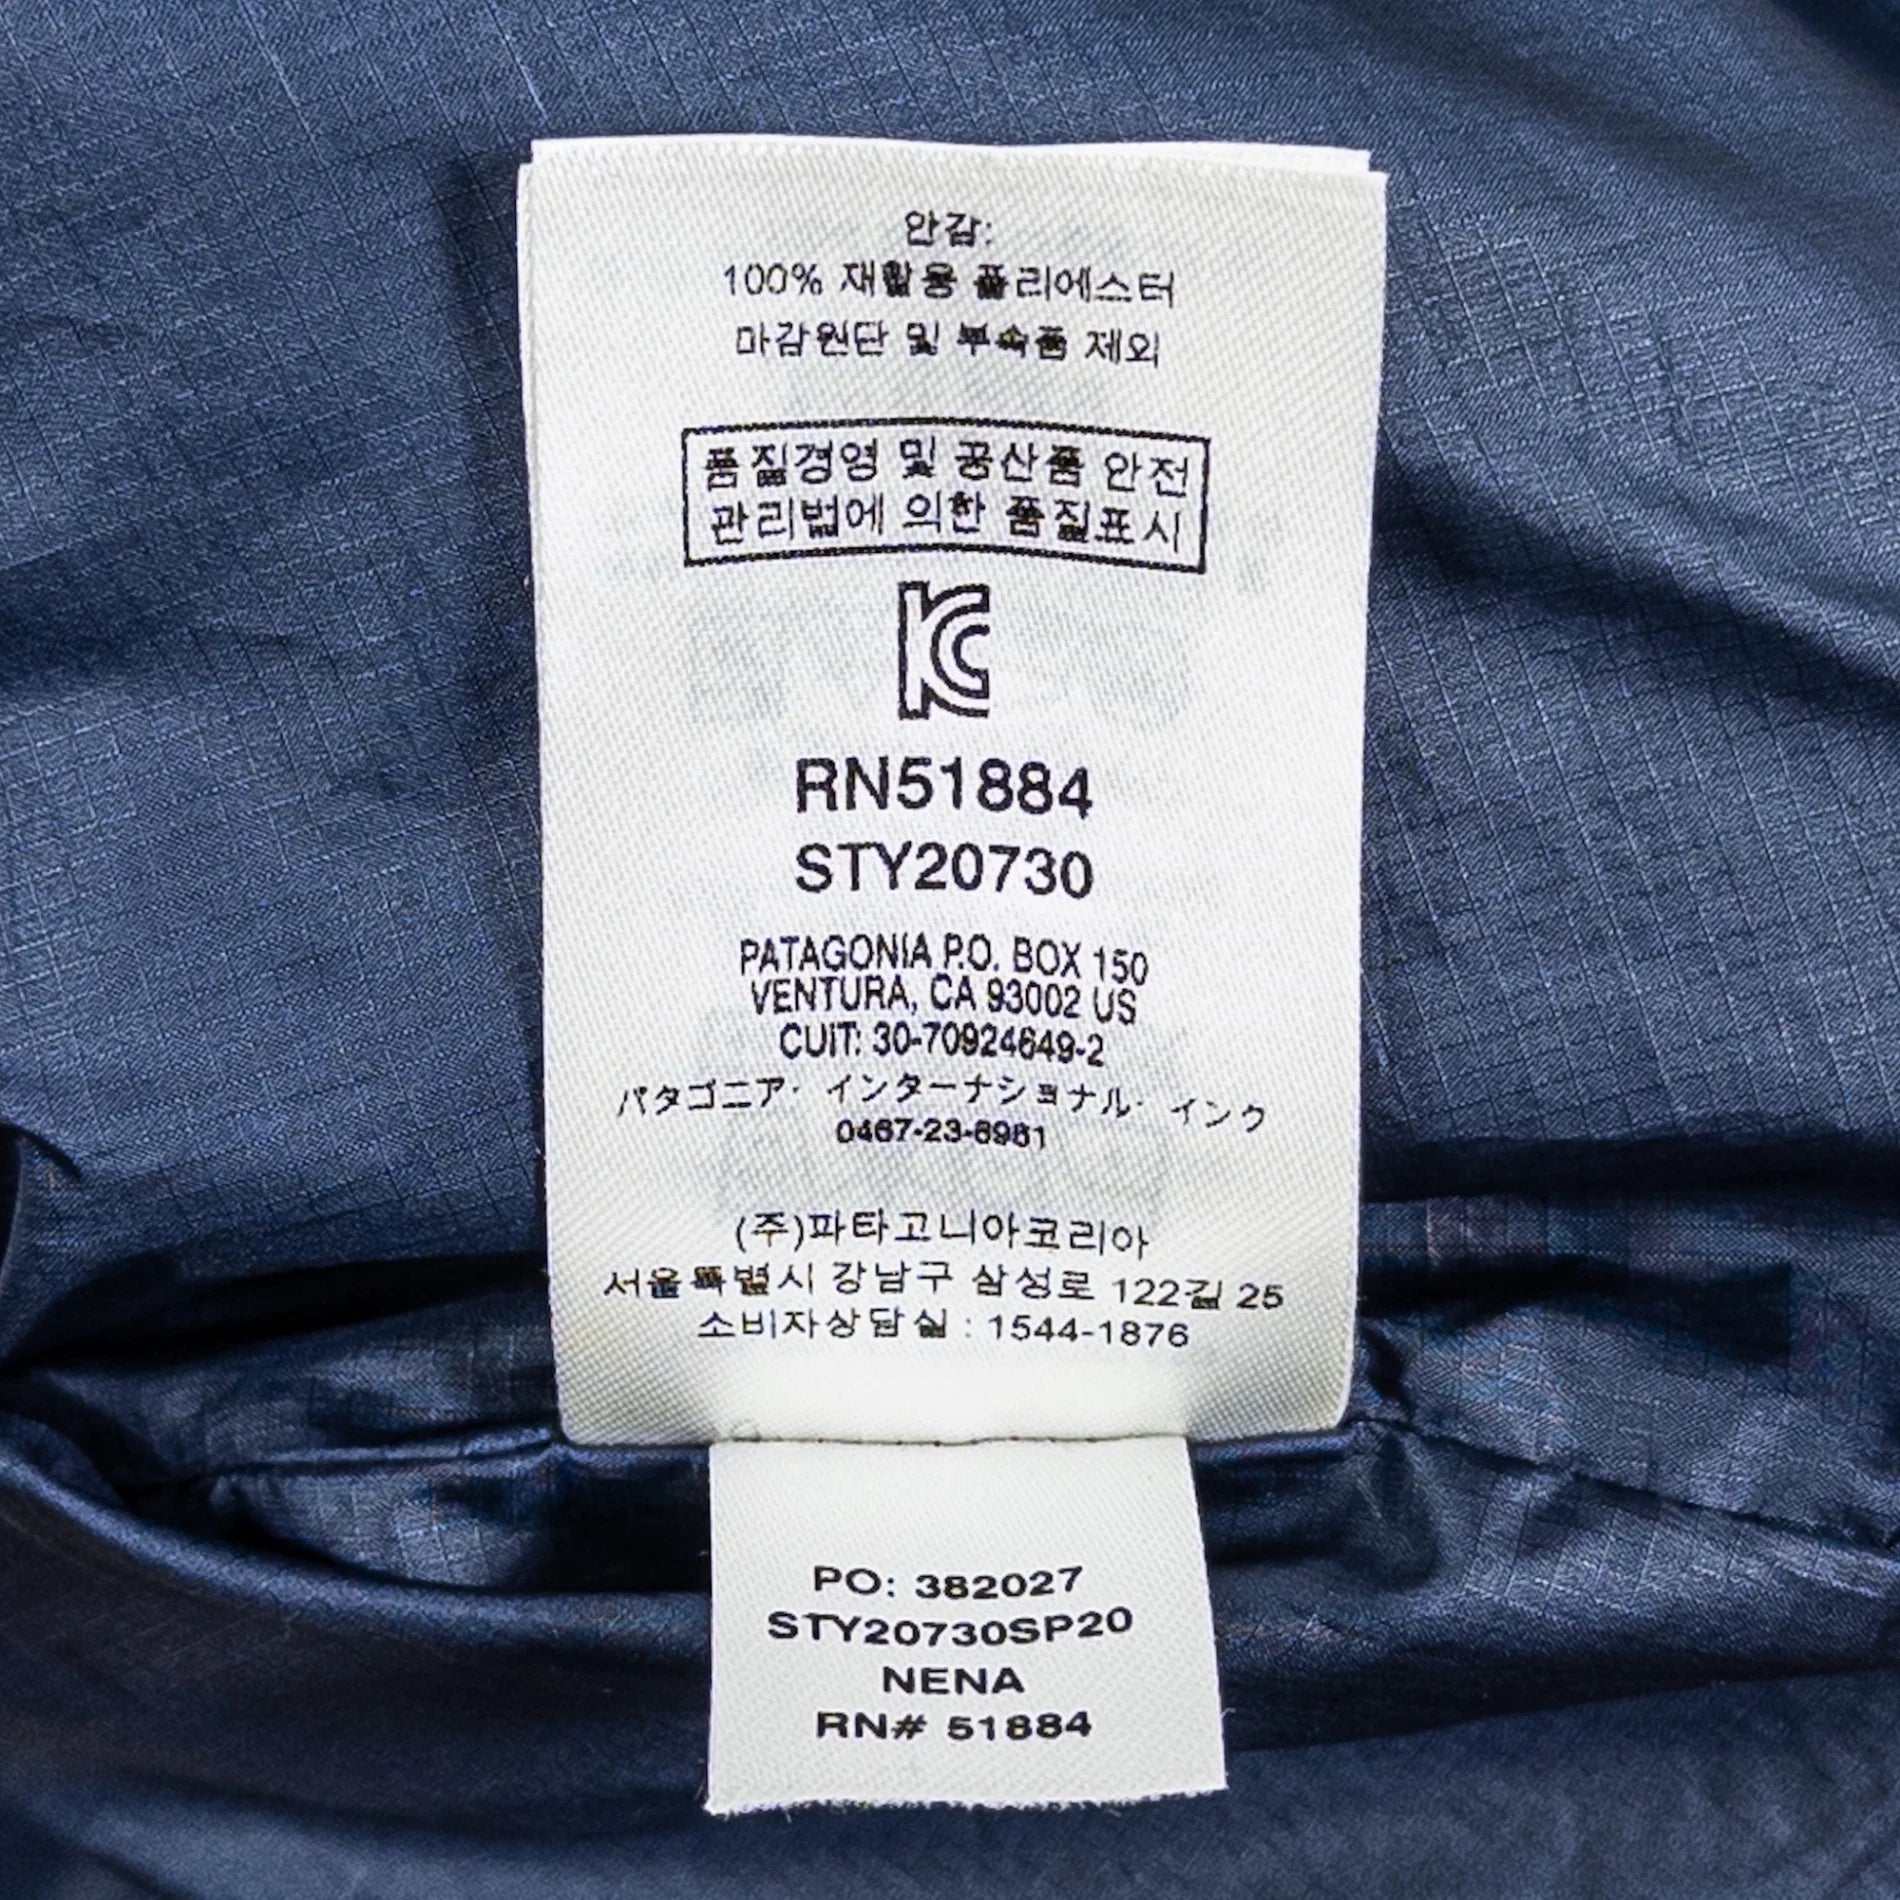 안감:
100% 재활용 폴리에스터
마감원단 및 부속품 제외
품질경영 및 공산품 안전
관리법에 의한 품질표시
KC
RN51884
STY20730
PATAGONIA P.O. BOX 150
VENTURA, CA 93002 US
CUIT: 30-70924649-2
パタゴニア・インターナショナル・インク
0467-23-8961
(주)파타고니아코리아
서울특별시 강남구 삼성로 122길 25
소비자상담실 : 1544-1876
PO: 382027
STY20730SP20
NENA
RN# 51884